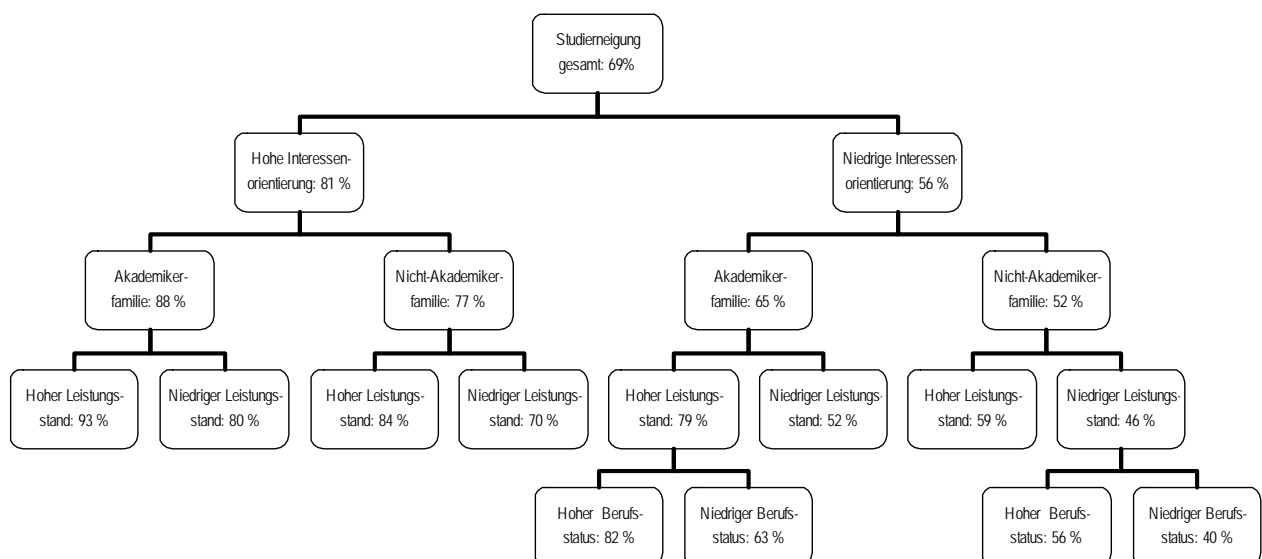 Studierneigung
gesamt: 69%
Hohe Interessen-
orientierung: 81 %
Niedrige Interessen-
orientierung: 56 %
Akademiker-
familie: 88 %
Nicht-Akademiker-
familie: 77 %
Akademiker-
familie: 65 %
Nicht-Akademiker-
familie: 52 %
Hoher Leistungs-
stand: 93 %
Niedriger Leistungs-
stand: 80 %
Hoher Leistungs-
stand: 84 %
Niedriger Leistungs-
stand: 70 %
Hoher Leistungs-
stand: 79 %
Niedriger Leistungs-
stand: 52 %
Hoher Leistungs-
stand: 59 %
Niedriger Leistungs-
stand: 46 %
Hoher Berufs-
status: 82 %
Niedriger Berufs-
status: 63 %
Hoher Berufs-
status: 56 %
Niedriger Berufs-
status: 40 %